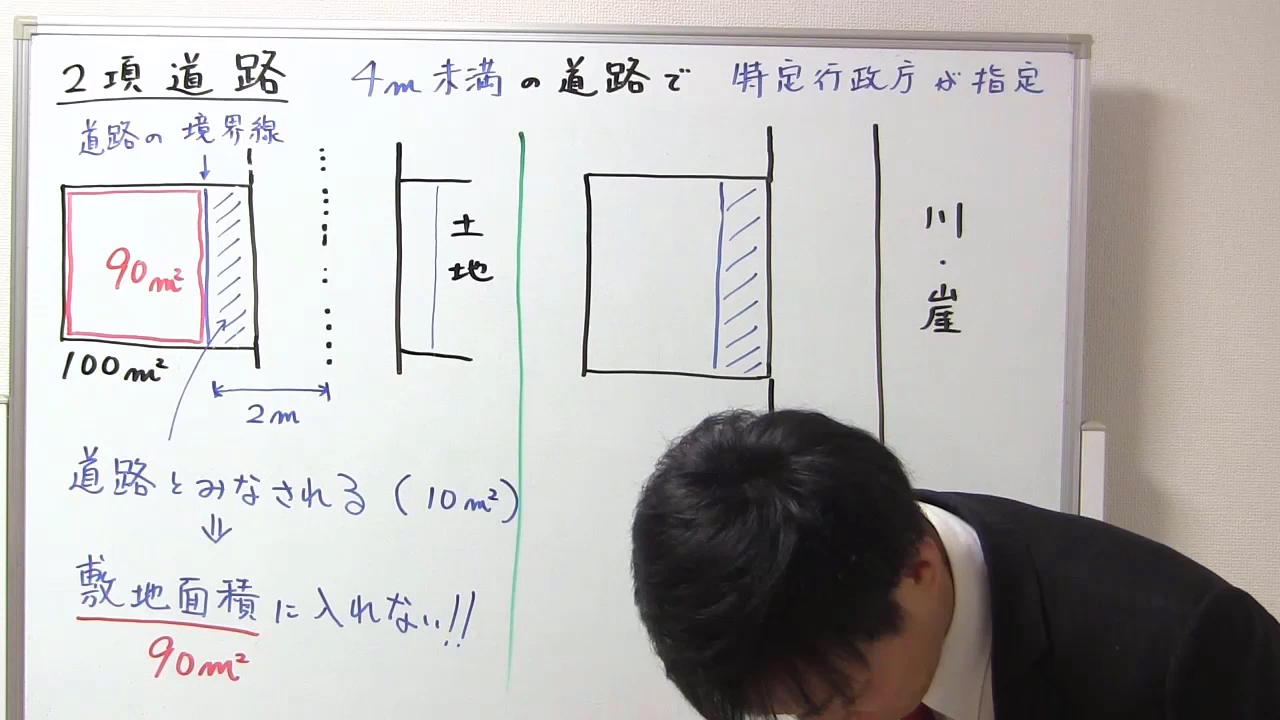 2項道路 4m未満の道路で 特定行政庁が指定
道路の境界線
90m²
100m²
2m
土地
川・崖
道路とみなされる(10m²)
⇓
敷地面積に入れない!!
90m²